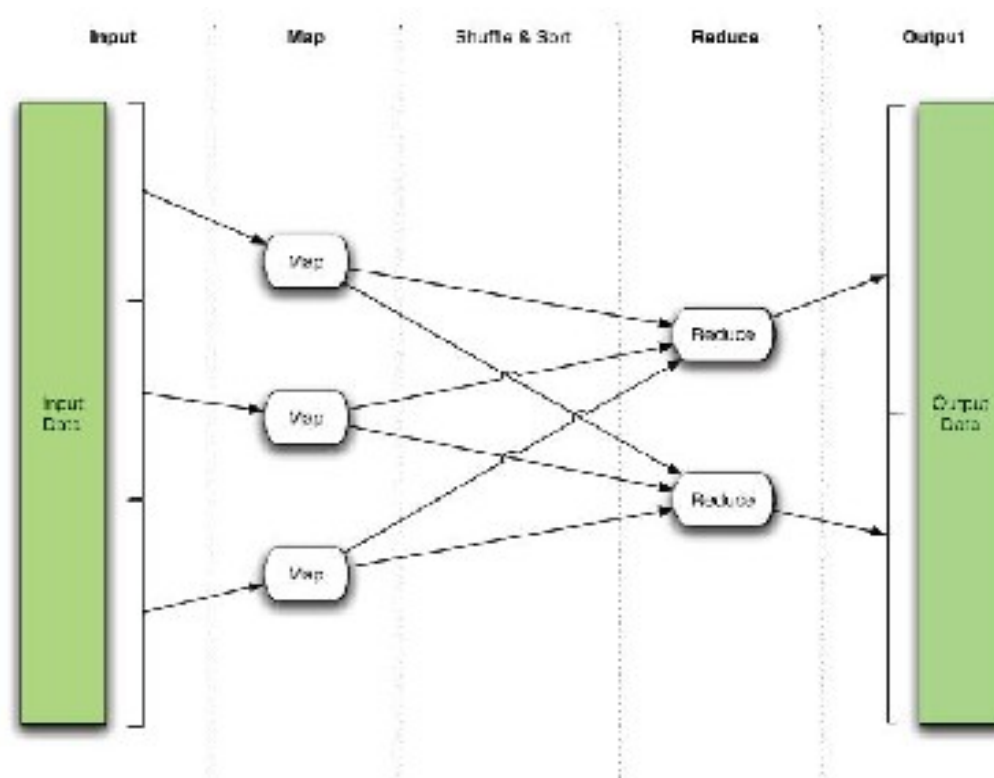 Input
Map
Shuffle & Sort
Reduce
Output
Map
Reduce
Input
Data
Map
Output
Data
Reduce
Map